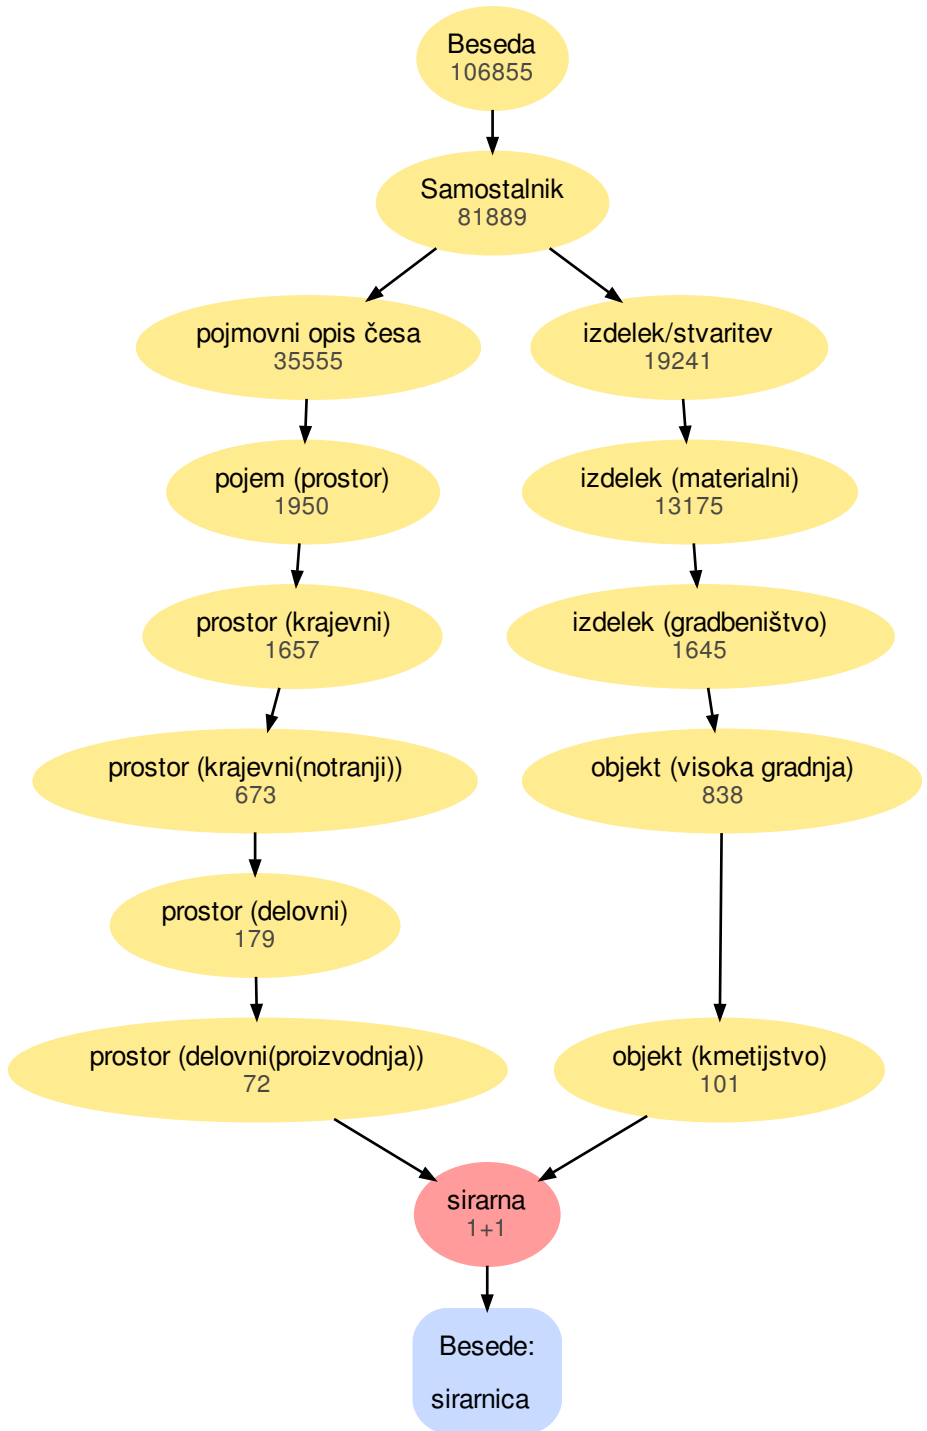 Beseda
106855
Samostalnik
81889
pojmovni opis česa
35555
izdelek/stvaritev
19241
pojem (prostor)
1950
izdelek (materialni)
13175
prostor (krajevni)
1657
izdelek (gradbeništvo)
1645
prostor (krajevni(notranji))
673
objekt (visoka gradnja)
838
prostor (delovni)
179
prostor (delovni(proizvodnja))
72
objekt (kmetijstvo)
101
sirarna
1+1
Besede:
sirarnica